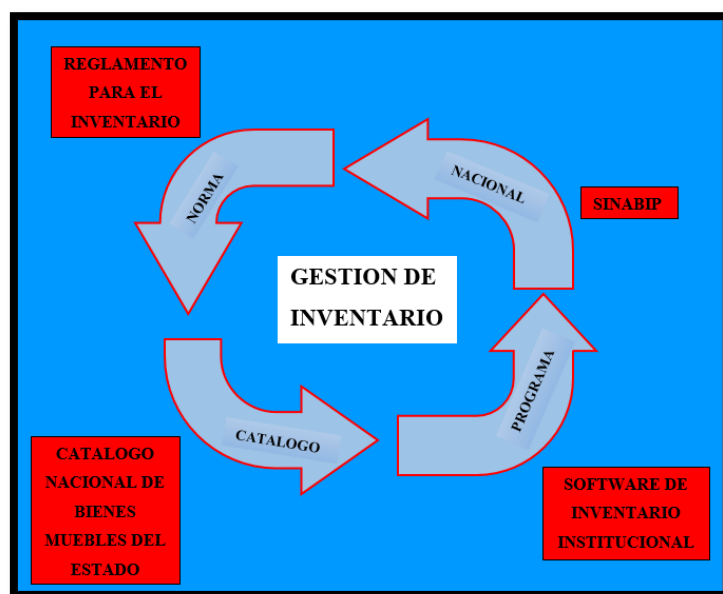 REGLAMENTO
PARA EL
INVENTARIO
NACIONAL
NORMA
SINABIP
GESTION DE
INVENTARIO
PROGRAMA
CATALOGO
CATALOGO
NACIONAL DE
BIENES
MUEBLES DEL
ESTADO
SOFTWARE DE
INVENTARIO
INSTITUCIONAL